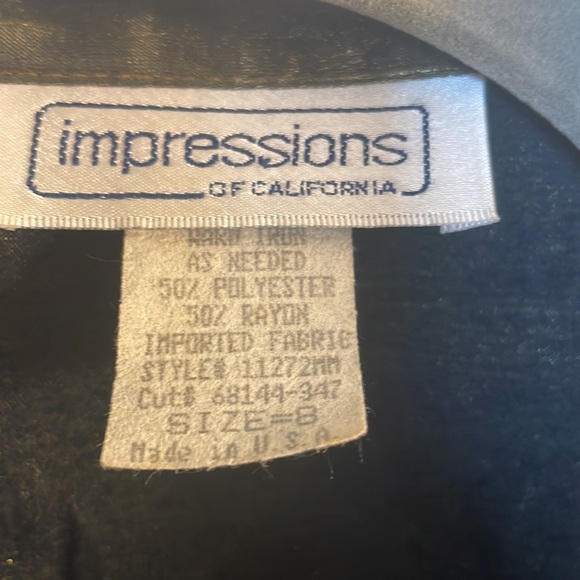 impressions
OF CALIFORNIA
WARM IRON
AS NEEDED
50% POLYESTER
50% RAYON
IMPORTED FABRIC
STYLE# 11272MM
Cut# 68144-347
SIZE=8
Made in U S A